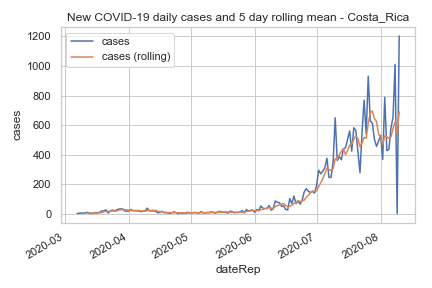 New COVID-19 daily cases and 5 day rolling mean - Costa_Rica
cases
cases (rolling)
1200
1000
800
600
400
200
0
cases
2020-03
2020-04
2020-05
2020-06
2020-07
2020-08
dateRep